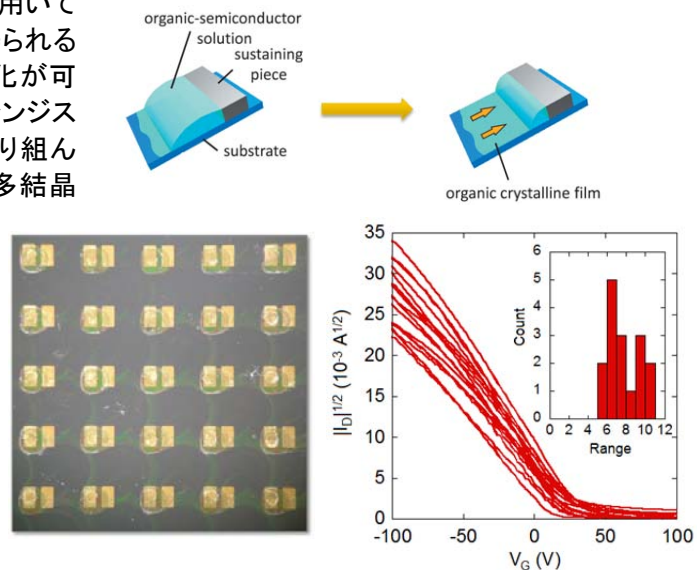 用いて
られる
化が可
ンジス
り組ん
多結晶
organic-semiconductor
solution
sustaining
piece
substrate
organic crystalline film
|I_D|^{1/2} (10^{-3} A^{1/2})
35
30
25
20
15
10
5
0
-100
-50
0
50
100
V_G (V)
Count
6
5
4
3
2
1
0
0 2 4 6 8 10 12
Range